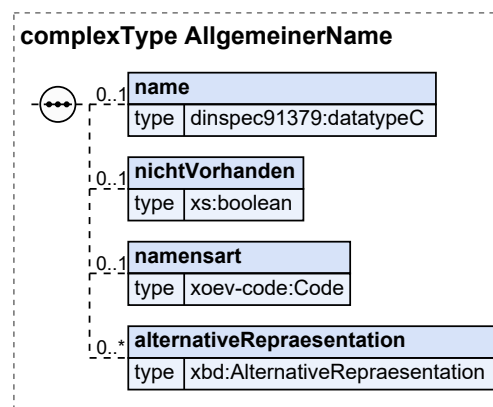 complexType AllgemeinerName
0..1 name
type dinspec91379:datatypeC
0..1 nichtVorhanden
type xs:boolean
0..1 namensart
type xoev-code:Code
0..* alternativeRepraesentation
type xbd:AlternativeRepraesentation